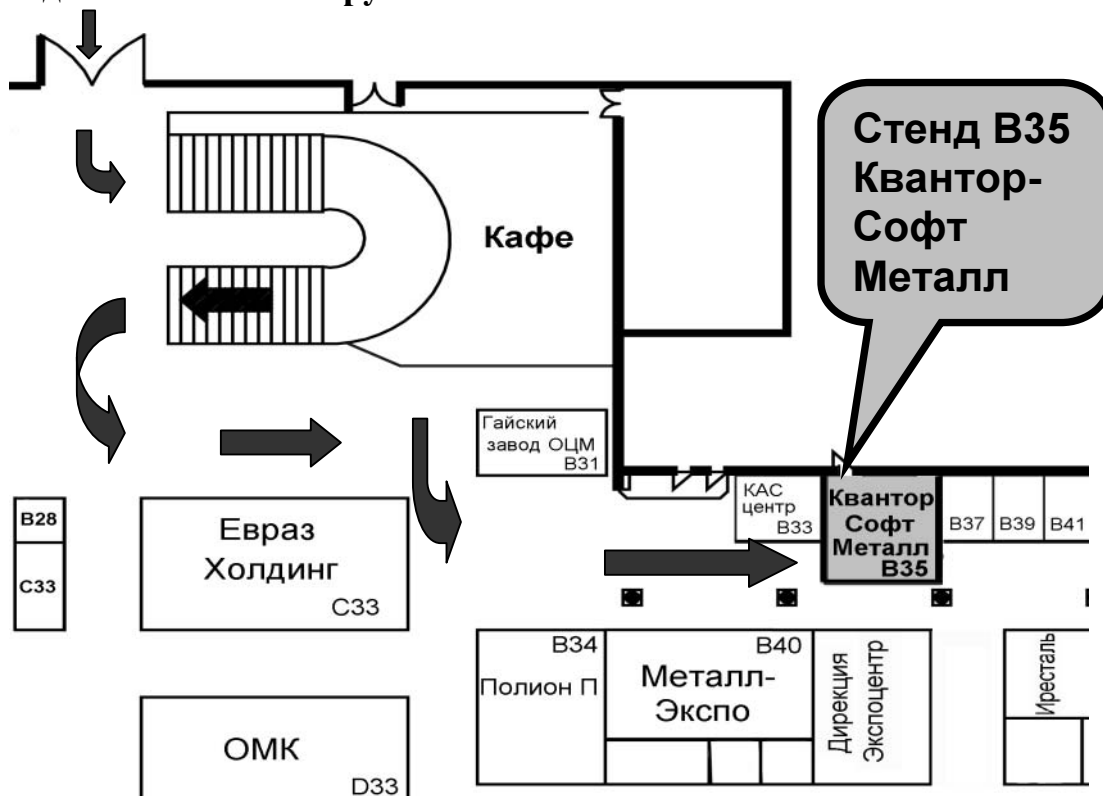 Стенд В35
Квантор-
Софт
Металл
Кафе
Гайский
завод ОЦМ
В31
КАС
центр
В33
Квантор
Софт
Металл
В35
В37
В39
В41
В28
С33
Евраз
Холдинг
С33
В34
Полион П
В40
Металл-
Экспо
Дирекция
Экспоцентр
Иресталь
ОМК
D33